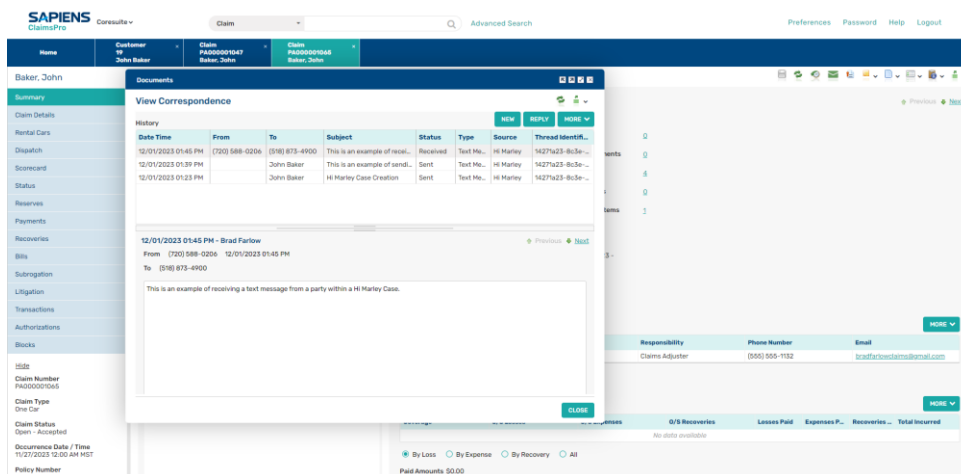 SAPIENS
ClaimsPro
Coresuite
Claim
Advanced Search
Preferences Password Help Logout
Home
Customer
19
John Baker
Claim
PA000001047
Baker, John
Claim
PA000001065
Baker, John
Baker, John
Summary
Claim Details
Rental Cars
Dispatch
Scorecard
Status
Reserves
Payments
Recoveries
Bills
Subrogation
Litigation
Transactions
Authorizations
Blocks
Hide
Claim Number
PA000001065
Claim Type
One Car
Claim Status
Open - Accepted
Occurrence Date / Time
11/27/2023 12:00 AM MST
Policy Number
Documents
View Correspondence
History
NEW REPLY MORE
Date Time From To Subject Status Type Source Thread Identifi...
12/01/2023 01:45 PM (720) 588-0206 (518) 873-4900 This is an example of recei... Received Text Me... Hi Marley 14271a23-8c3e-...
12/01/2023 01:39 PM John Baker This is an example of sendi... Sent Text Me... Hi Marley 14271a23-8c3e-...
12/01/2023 01:23 PM John Baker Hi Marley Case Creation Sent Text Me... Hi Marley 14271a23-8c3e-...
12/01/2023 01:45 PM - Brad Farlow
Previous Next
From (720) 588-0206 12/01/2023 01:45 PM
To (518) 873-4900
This is an example of receiving a text message from a party within a Hi Marley Case.
CLOSE
Previous Next
0
ments 0
4
s 0
tems 1
3 -
MORE
Responsibility Phone Number Email
Claims Adjuster (555) 555-1132 bradfarlowclaims@gmail.com
MORE
O/S Recoveries Losses Paid Expenses P... Recoveries ... Total Incurred
No data available
By Loss By Expense By Recovery All
Paid Amounts $0.00